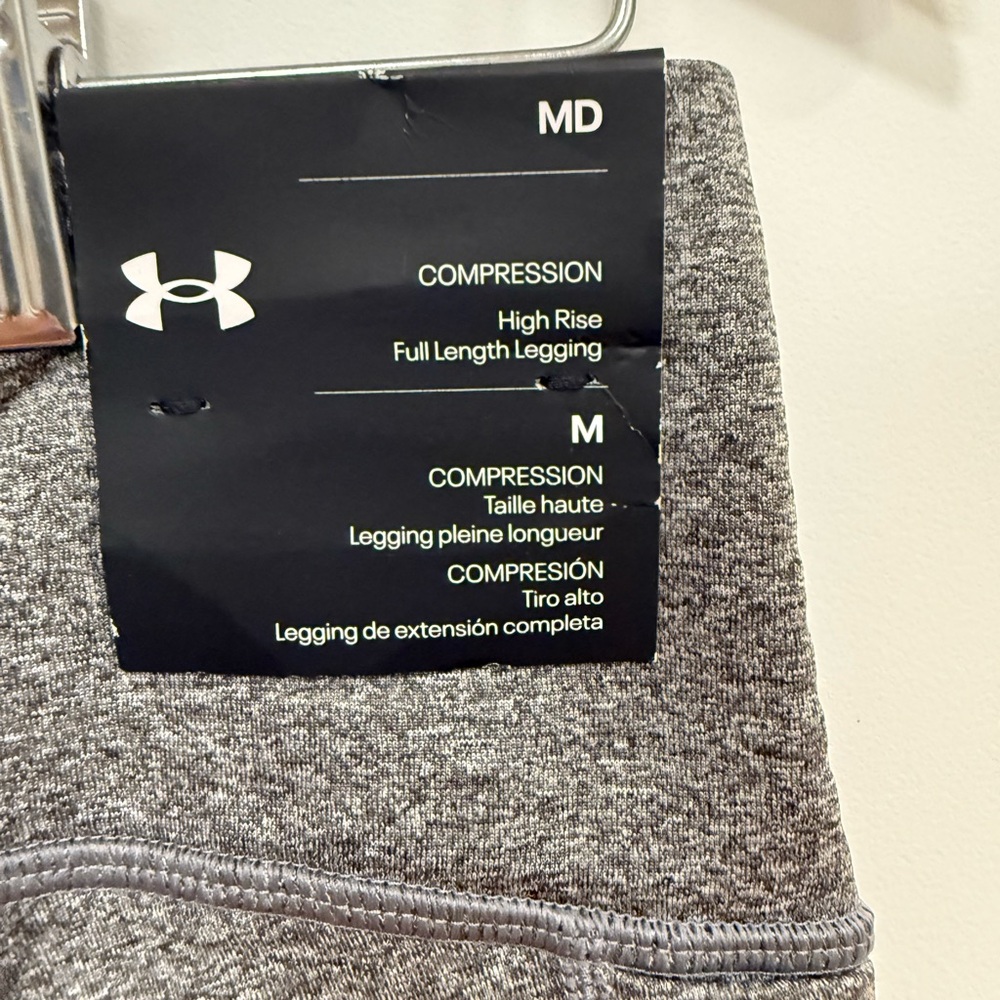 MD
COMPRESSION
High Rise
Full Length Legging
M
COMPRESSION
Taille haute
Legging pleine longueur
COMPRESIÓN
Tiro alto
Legging de extensión completa